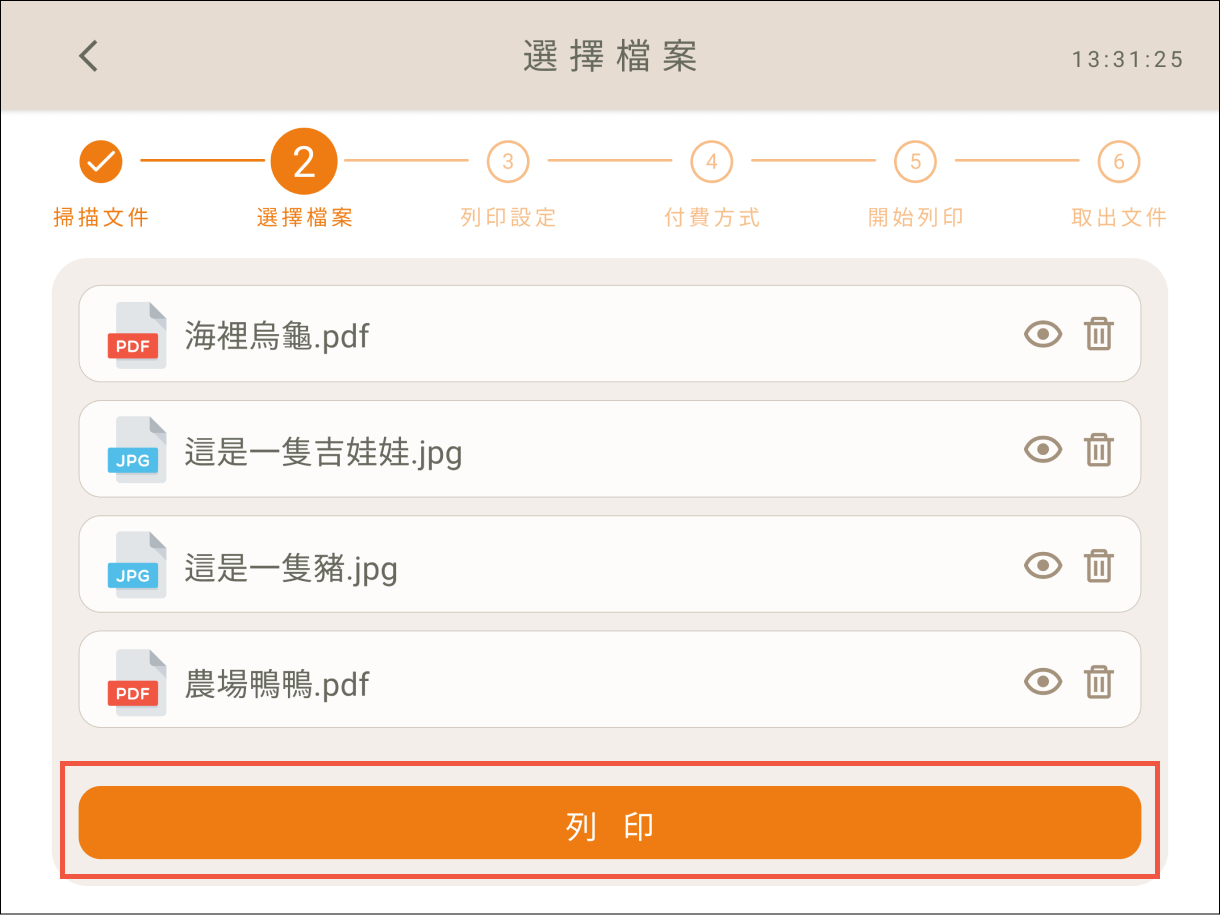 選擇檔案
13:31:25
2 3 4 5 6
掃描文件 選擇檔案 列印設定 付費方式 開始列印 取出文件
PDF 海裡烏龜.pdf
JPG 這是一隻吉娃娃.jpg
JPG 這是一隻豬.jpg
PDF 農場鴨鴨.pdf
列印